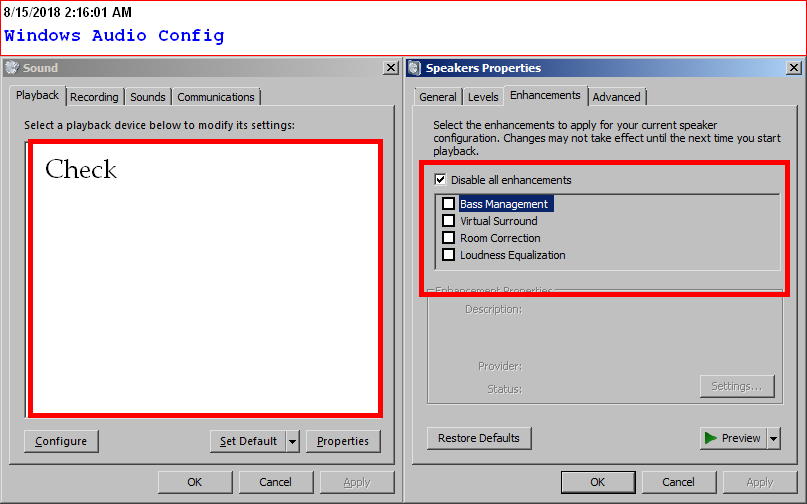 8/15/2018 2:16:01 AM
Windows Audio Config
Sound
Playback Recording Sounds Communications
Select a playback device below to modify its settings:
Check
Configure Set Default Properties
OK Cancel Apply
Speakers Properties
General Levels Enhancements Advanced
Select the enhancements to apply for your current speaker
configuration. Changes may not take effect until the next time you start
playback.
Disable all enhancements
Bass Management
Virtual Surround
Room Correction
Loudness Equalization
Enhancement Properties
Description:
Provider:
Status:
Settings...
Restore Defaults Preview
OK Cancel Apply